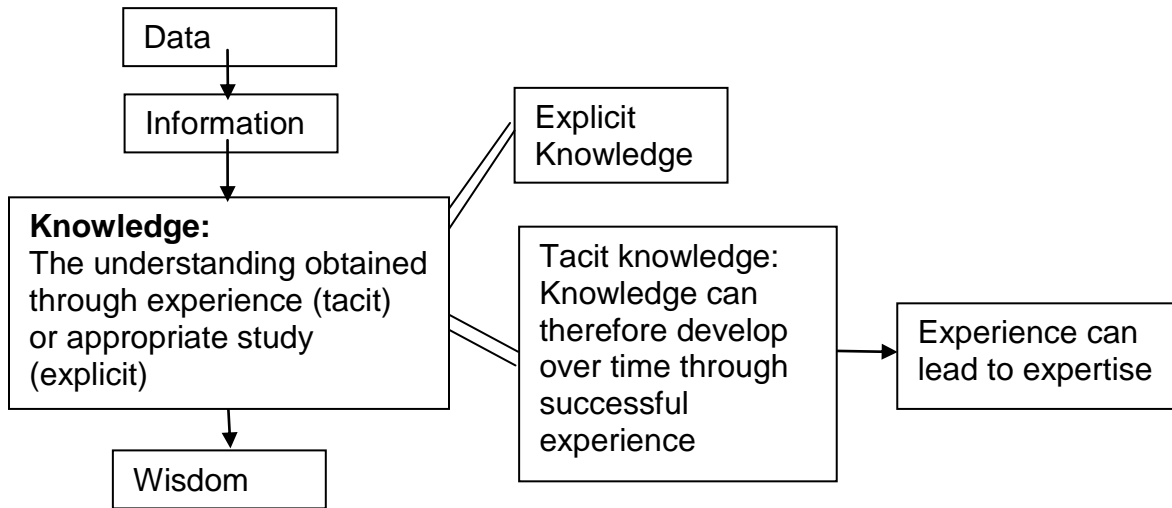 Data
Information
Knowledge:
The understanding obtained
through experience (tacit)
or appropriate study
(explicit)
Wisdom
Explicit
Knowledge
Tacit knowledge:
Knowledge can
therefore develop
over time through
successful
experience
Experience can
lead to expertise